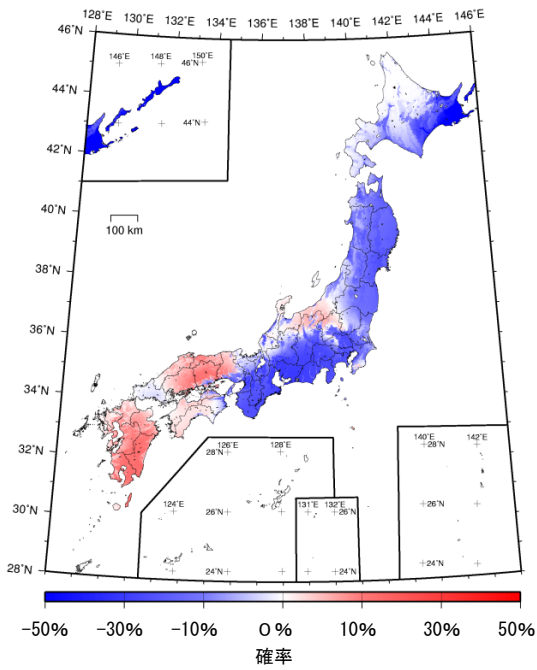 128˚E 130˚E 132˚E 134˚E 136˚E 138˚E 140˚E 142˚E 144˚E 146˚E
46˚N
146˚E 148˚E 150˚E
46˚N
44˚N
44˚N
42˚N
40˚N
100 km
38˚N
36˚N
34˚N
32˚N
126˚E 128˚E
28˚N
140˚E 142˚E
28˚N
124˚E
26˚N
131˚E 132˚E
26˚N
26˚N
30˚N
24˚N
24˚N
24˚N
28˚N
−50% −30% −10% 0 % 10% 30% 50%
確率